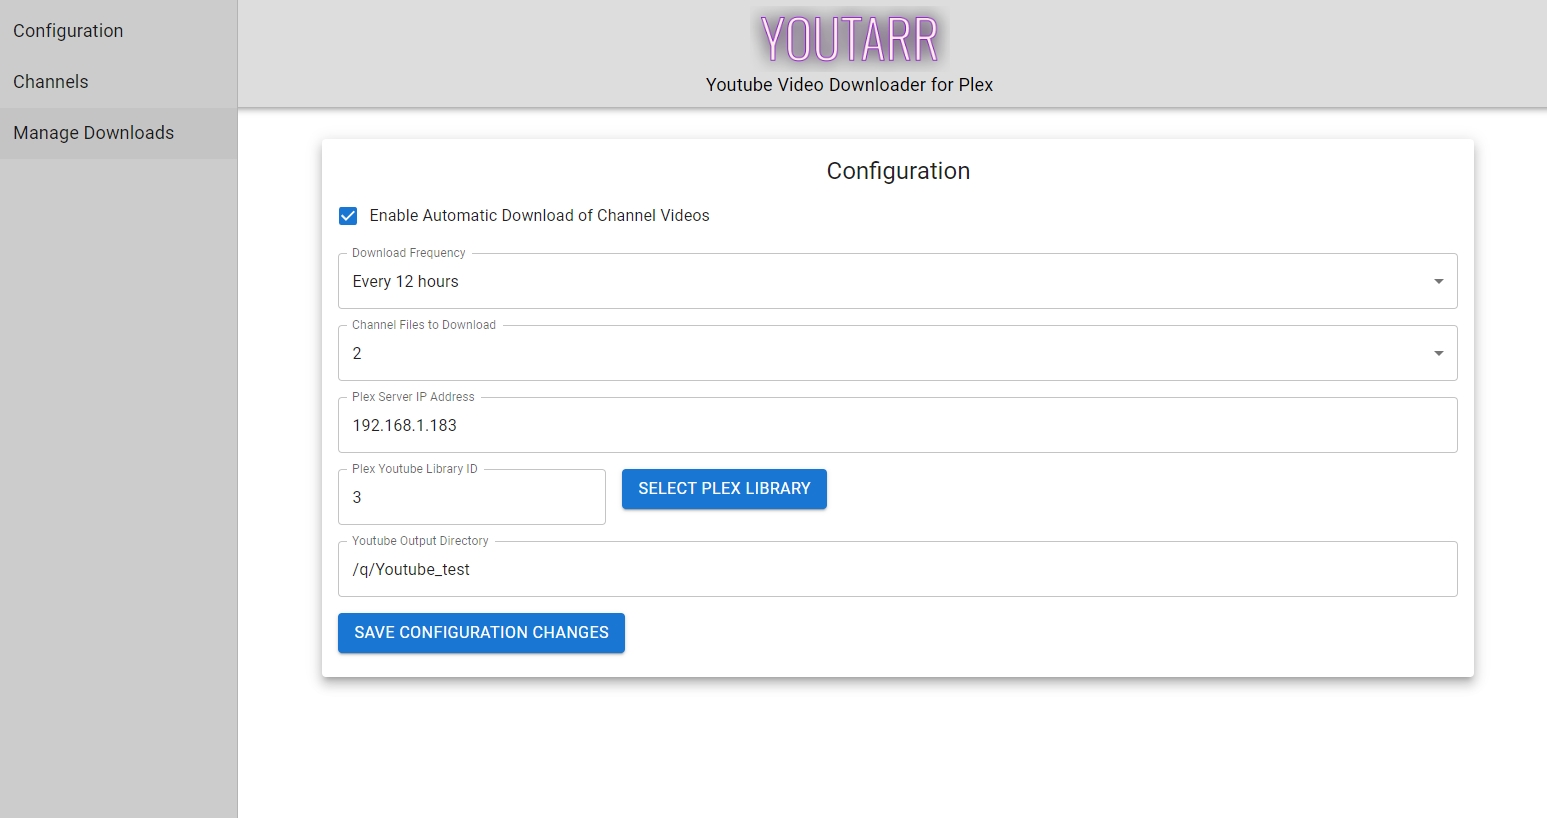 Configuration
Channels
Manage Downloads
YOUTARR
Youtube Video Downloader for Plex
Configuration
Enable Automatic Download of Channel Videos
Download Frequency
Every 12 hours
Channel Files to Download
2
Plex Server IP Address
192.168.1.183
Plex Youtube Library ID
3
SELECT PLEX LIBRARY
Youtube Output Directory
/q/Youtube_test
SAVE CONFIGURATION CHANGES